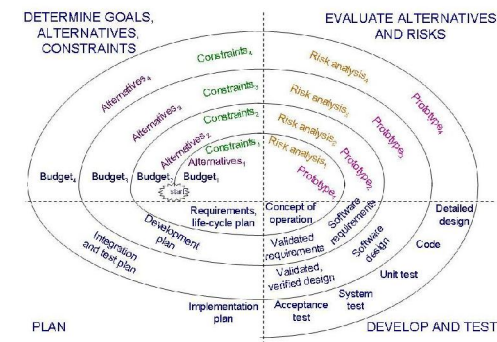 DETERMINE GOALS,
ALTERNATIVES,
CONSTRAINTS
EVALUATE ALTERNATIVES
AND RISKS
Constraints₄
Constraints₃
Constraints₂
Constraints₁
Alternatives₄
Alternatives₃
Alternatives₂
Alternatives₁
Risk analysis₄
Risk analysis₃
Risk analysis₂
Risk analysis₁
Prototype₄
Prototype₃
Prototype₂
Prototype₁
Budget₄
Budget₃
Budget₂
Budget₁
start
Requirements,
life-cycle plan
Development
plan
Integration
and test plan
Implementation
plan
Concept of
operation
Software
requirements
Validated
requirements
Software
design
Validated,
verified design
Detailed
design
Code
Unit test
System
test
Acceptance
test
PLAN
DEVELOP AND TEST